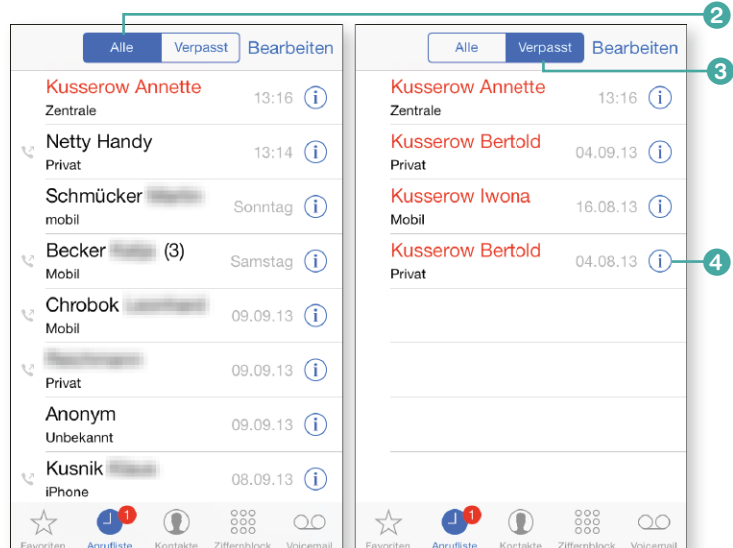 2
Alle Verpasst Bearbeiten
Kusserow Annette
Zentrale
13:16
Netty Handy
Privat
13:14
Schmücker
mobil
Sonntag
Becker (3)
Mobil
Samstag
Chrobok
Mobil
09.09.13
Privat
09.09.13
Anonym
Unbekannt
09.09.13
Kusnik
iPhone
08.09.13
1
Favoriten Anrufliste Kontakte Ziffernblock Voicemail
Alle Verpasst Bearbeiten
3
Kusserow Annette
Zentrale
13:16
Kusserow Bertold
Privat
04.09.13
Kusserow Iwona
Mobil
16.08.13
Kusserow Bertold
Privat
04.08.13
4
1
Favoriten Anrufliste Kontakte Ziffernblock Voicemail